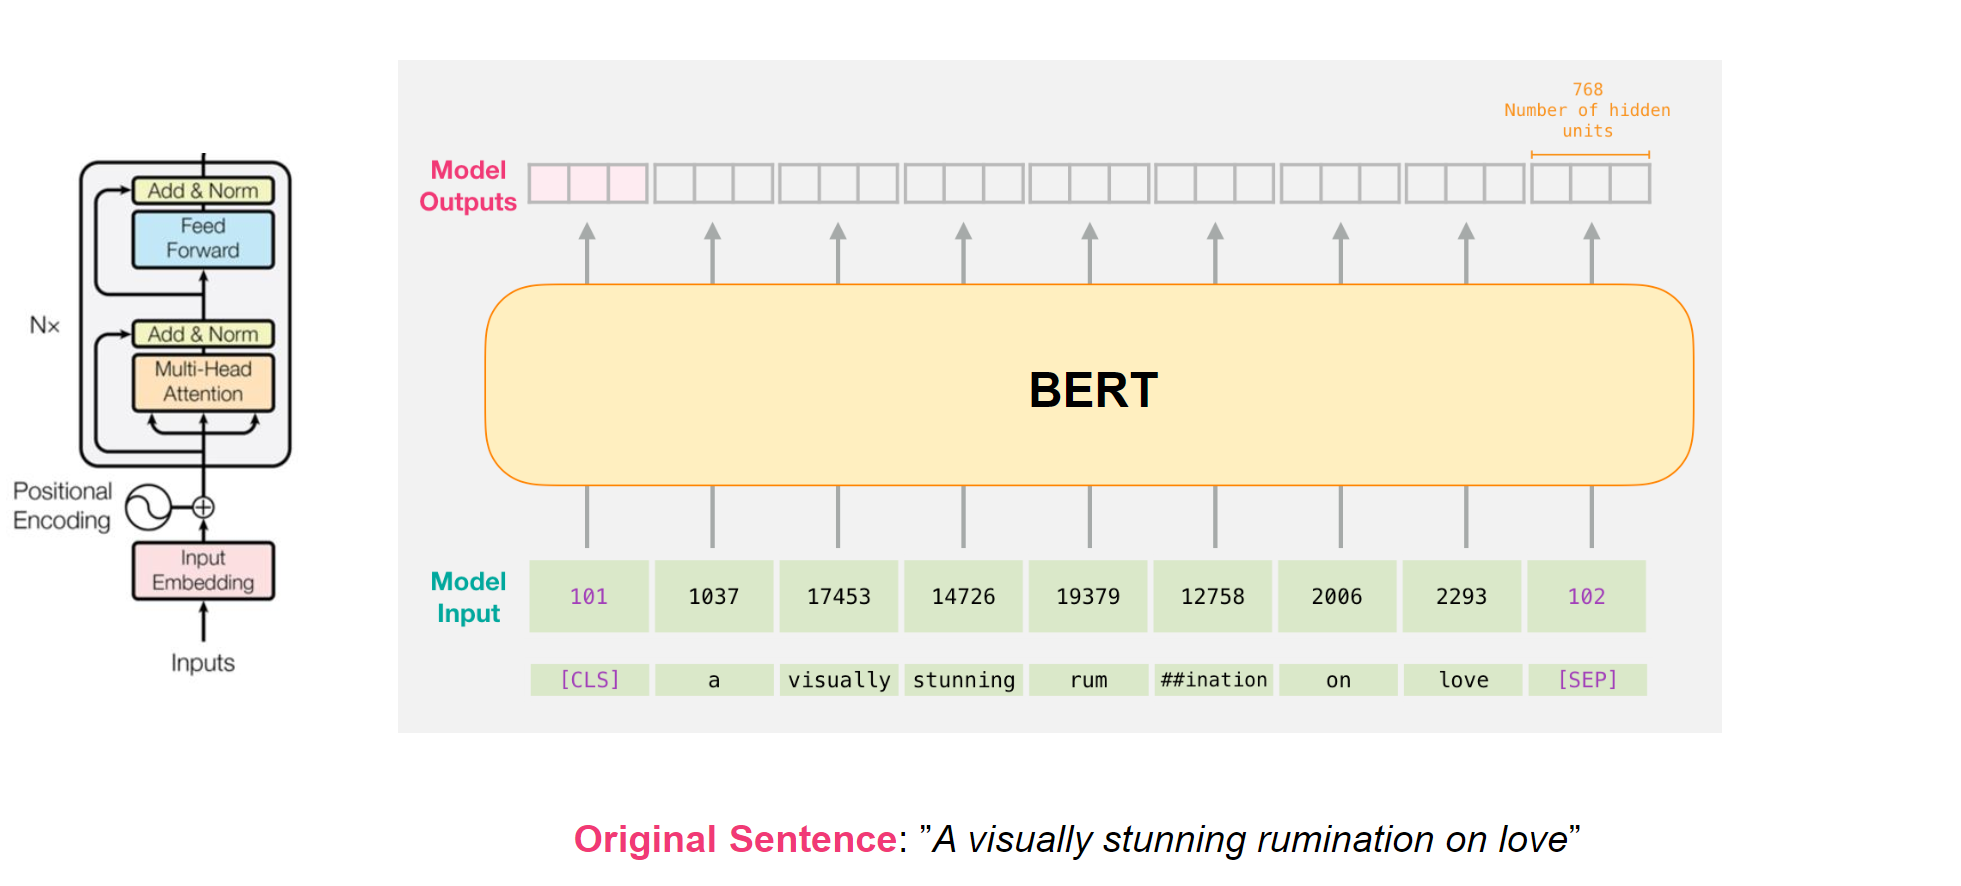 Add & Norm
Feed
Forward
Nx
Add & Norm
Multi-Head
Attention
Positional
Encoding
Input
Embedding
Inputs
768
Number of hidden
units
Model
Outputs
BERT
Model
Input
101 1037 17453 14726 19379 12758 2006 2293 102
[CLS] a visually stunning rum ##ination on love [SEP]
Original Sentence: ”A visually stunning rumination on love”